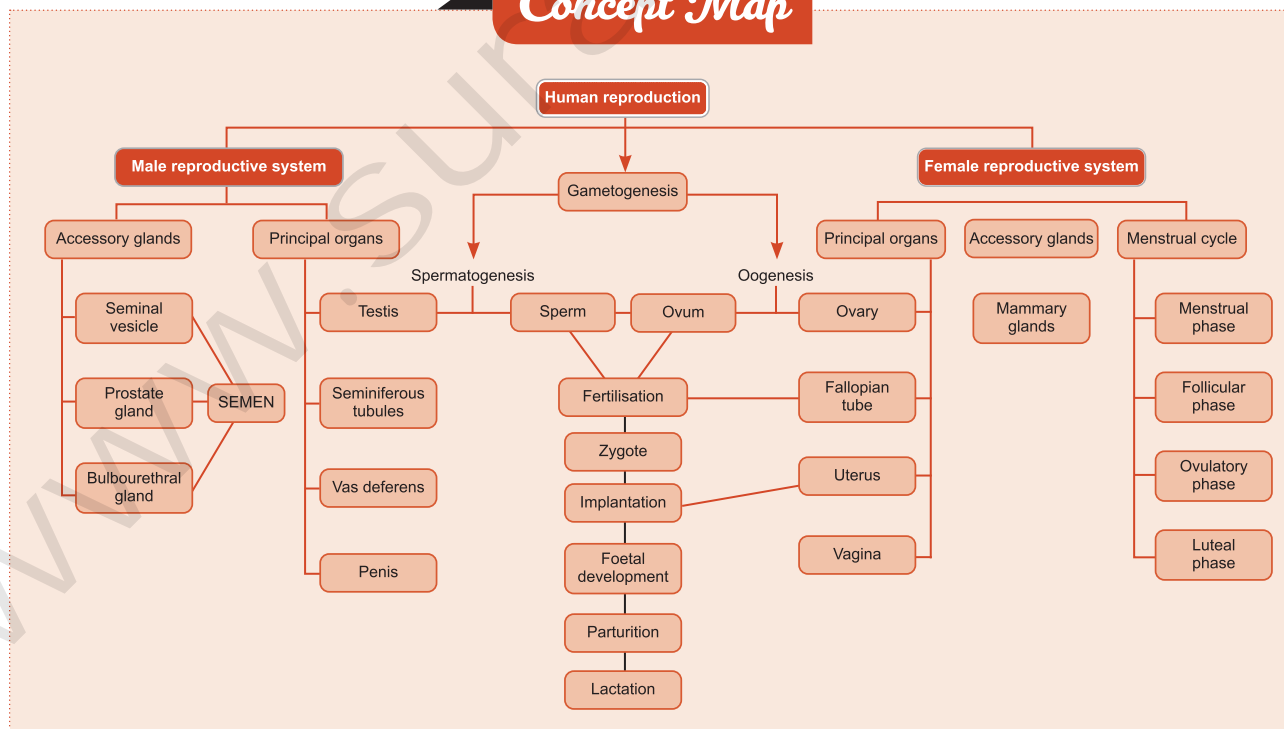 Concept Map
Human reproduction
Male reproductive system
Female reproductive system
Gametogenesis
Accessory glands
Principal organs
Principal organs
Accessory glands
Menstrual cycle
Spermatogenesis
Oogenesis
Seminal
vesicle
Testis
Sperm
Ovum
Ovary
Mammary
glands
Menstrual
phase
Prostate
gland
SEMEN
Seminiferous
tubules
Fertilisation
Fallopian
tube
Follicular
phase
Zygote
Bulbourethral
gland
Vas deferens
Implantation
Uterus
Ovulatory
phase
Penis
Foetal
development
Vagina
Luteal
phase
Parturition
Lactation
www.sura